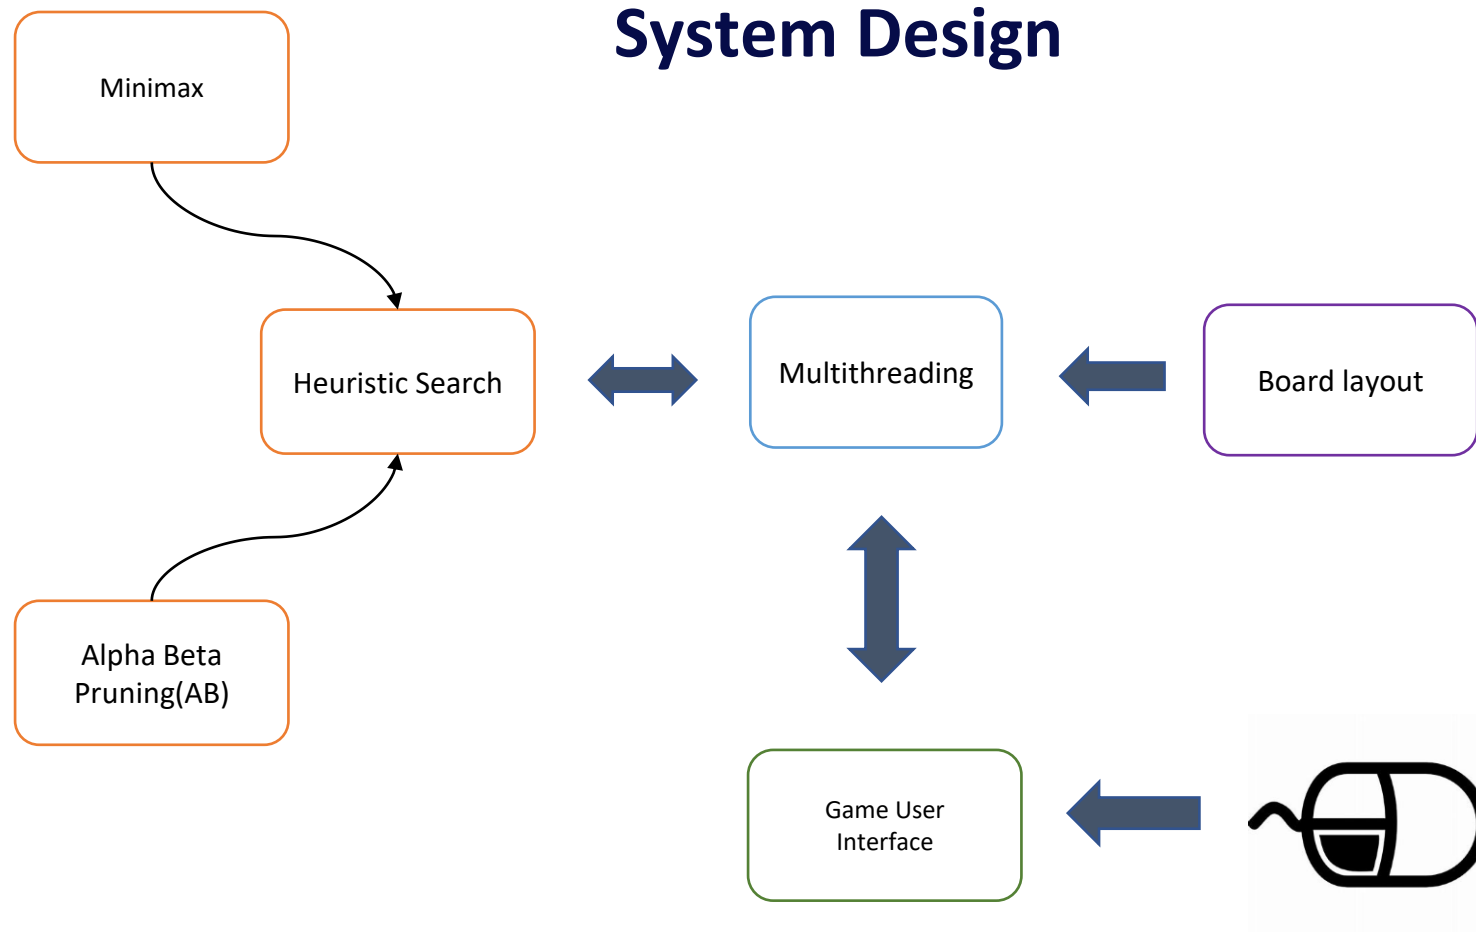 System Design
Minimax
Heuristic Search
Multithreading
Board layout
Alpha Beta
Pruning(AB)
Game User
Interface